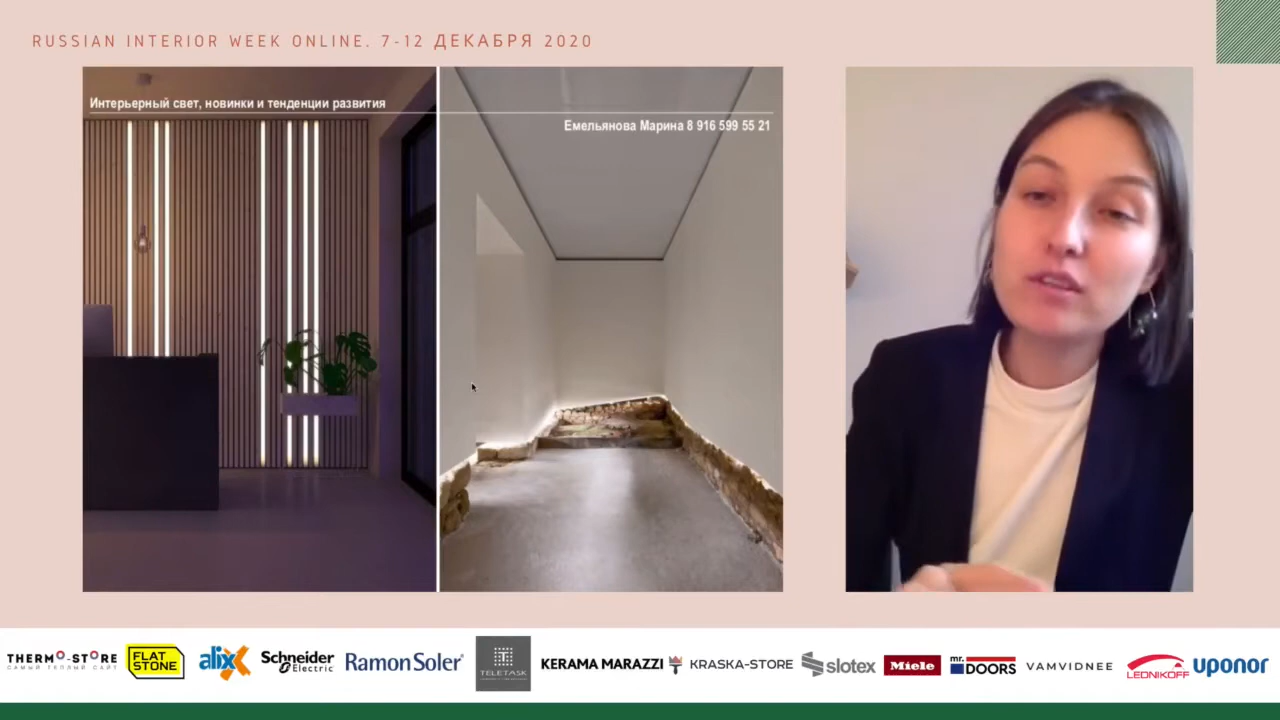 RUSSIAN INTERIOR WEEK ONLINE. 7-12 ДЕКАБРЯ 2020
Интерьерный свет, новинки и тенденции развития
Емельянова Марина 8 916 599 55 21
THERMO-STORE
САМЫЙ ТЕПЛЫЙ САЙТ
FLAT
STONE
alix
Schneider
Electric
RamonSoler®
TELETASK
KERAMA MARAZZI
KRASKA-STORE
slotex
Miele
mr.
DOORS
VAMVIDNEE
LEDNIKOFF
uponor